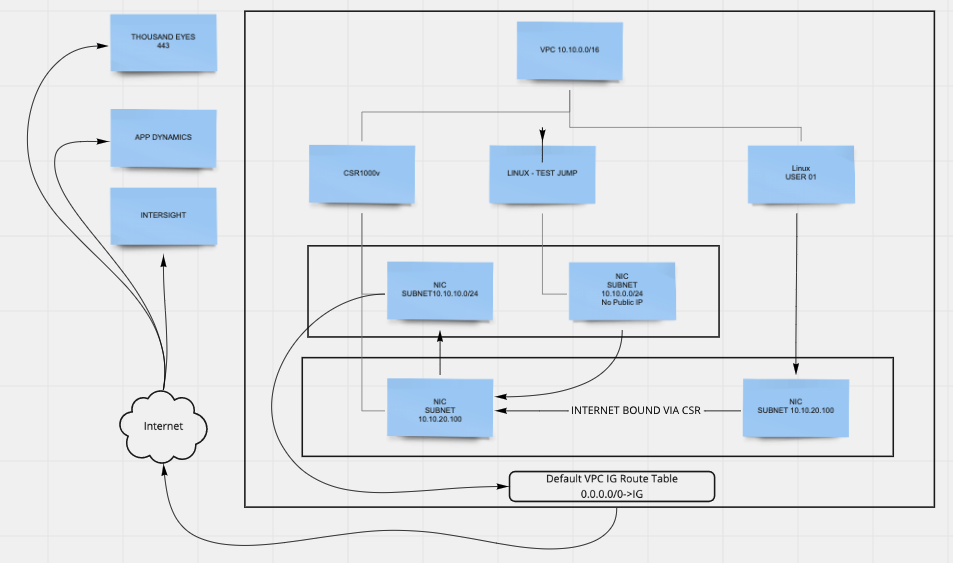 THOUSAND EYES
443
APP DYNAMICS
INTERSIGHT
Internet
VPC 10.10.0.0/16
CSR1000v
LINUX - TEST JUMP
Linux
USER 01
NIC
SUBNET10.10.10.0/24
NIC
SUBNET
10.10.0.0/24
No Public IP
NIC
SUBNET
10.10.20.100
INTERNET BOUND VIA CSR
NIC
SUBNET 10.10.20.100
Default VPC IG Route Table
0.0.0.0/0->IG